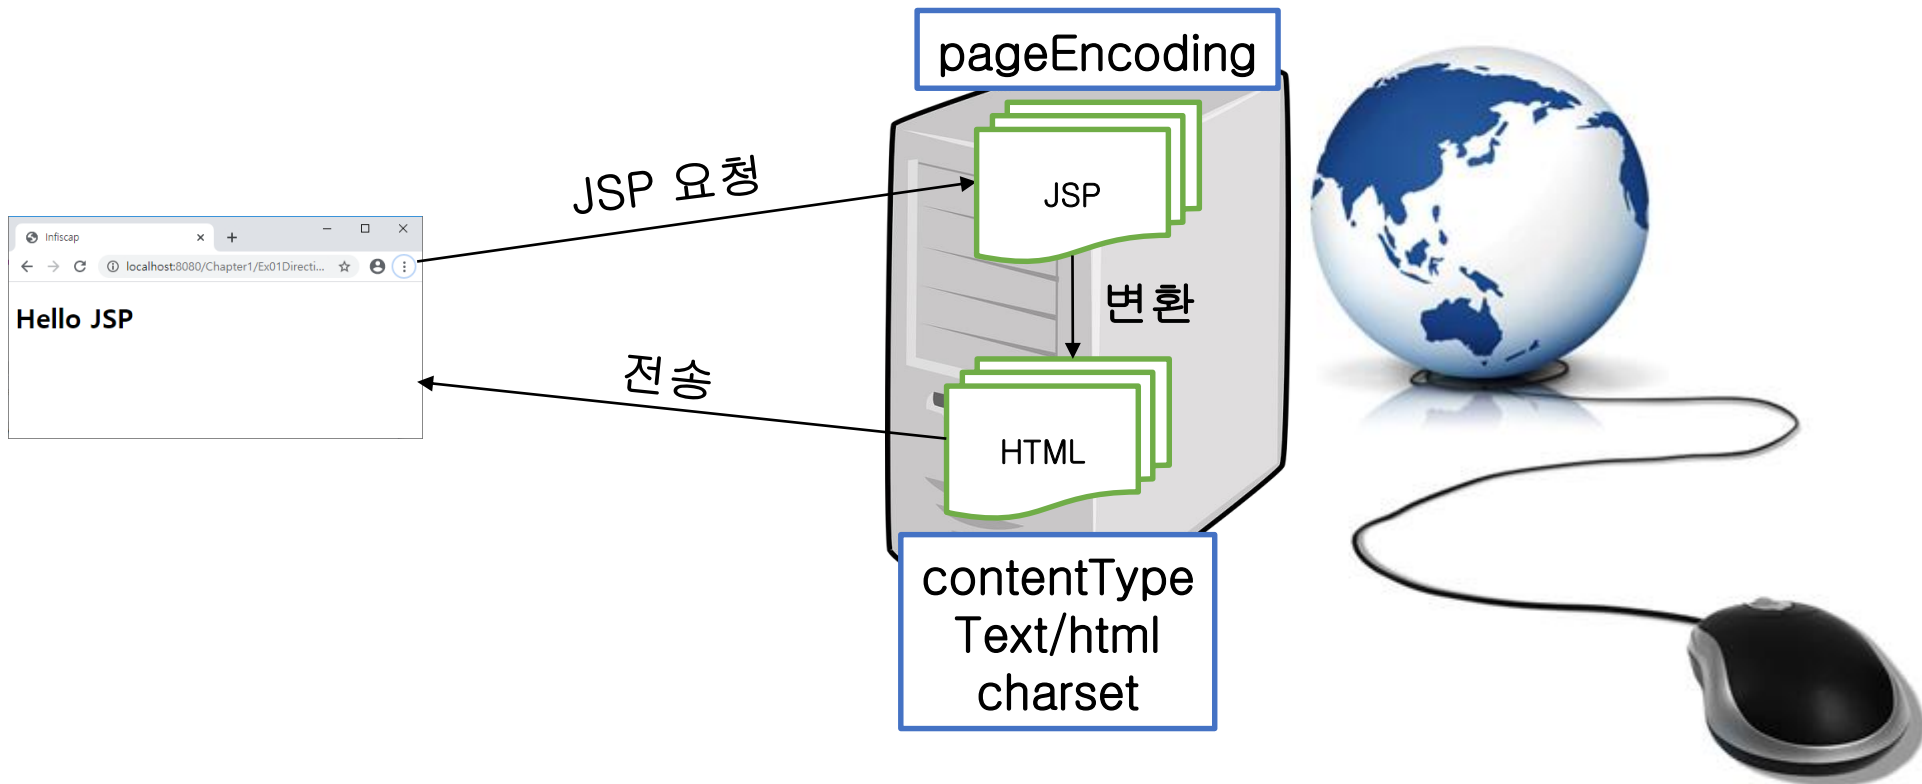 pageEncoding
JSP 요청
JSP
Infiscap
localhost:8080/Chapter1/Ex01Directi...
Hello JSP
변환
전송
HTML
contentType
Text/html
charset